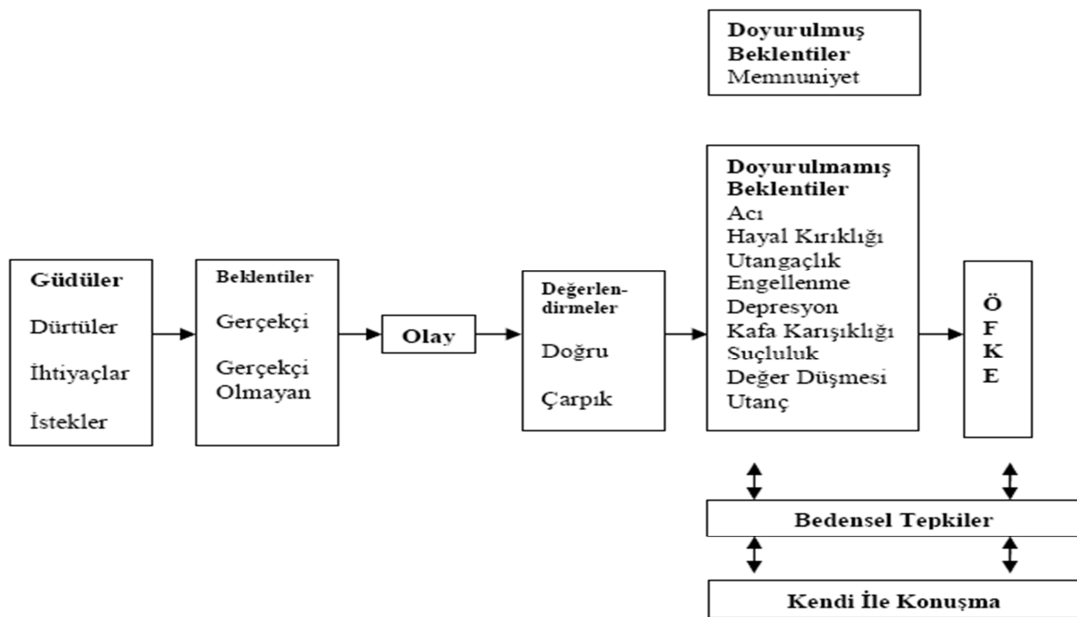 Doyurulmuş
Beklentiler
Memnuniyet
Güdüler
Dürtüler
İhtiyaçlar
İstekler
Beklentiler
Gerçekçi
Gerçekçi
Olmayan
Olay
Değerlen-
dirmeler
Doğru
Çarpık
Doyurulmamış
Beklentiler
Acı
Hayal Kırıklığı
Utangaçlık
Engellenme
Depresyon
Kafa Karışıklığı
Suçluluk
Değer Düşmesi
Utanç
Ö
F
K
E
Bedensel Tepkiler
Kendi İle Konuşma